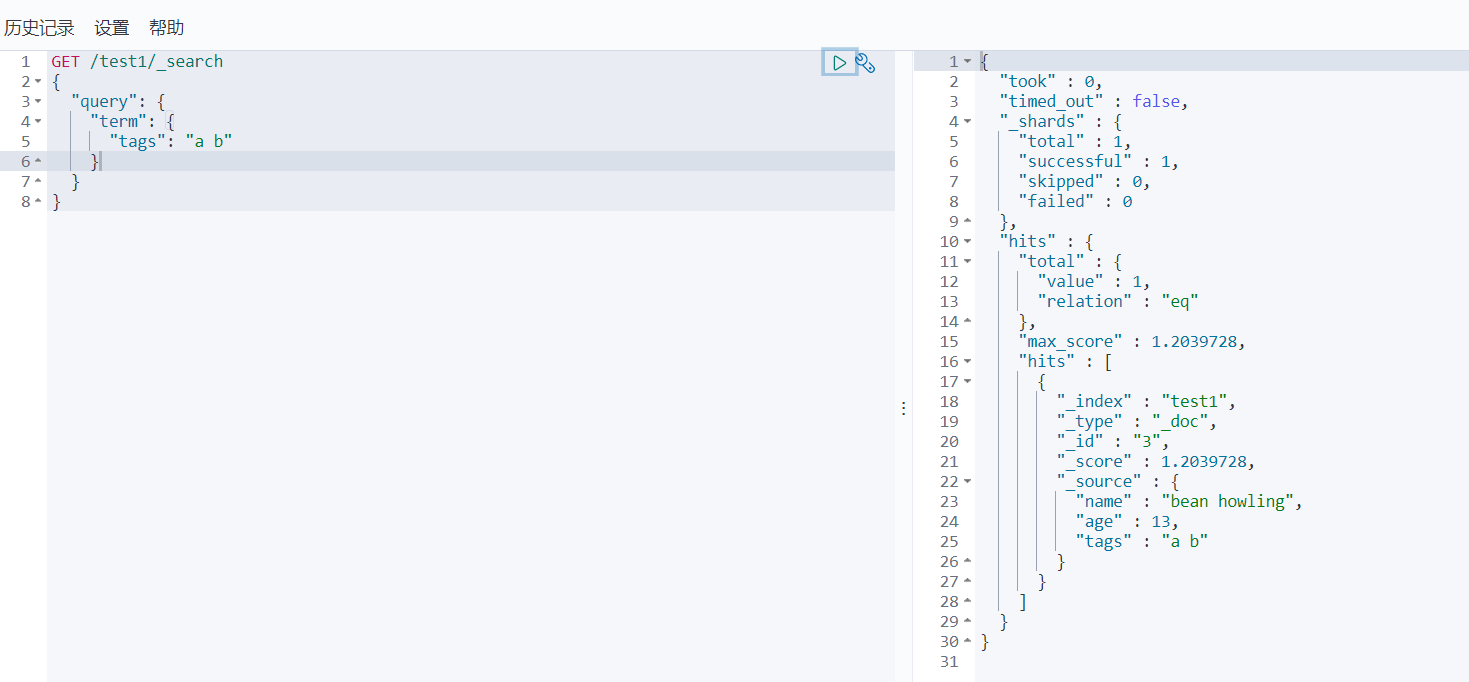 历史记录 设置 帮助
1 GET /test1/_search
2 {
3 "query": {
4 "term": {
5 "tags": "a b"
6 }
7 }
8 }
1 {
2 "took" : 0,
3 "timed_out" : false,
4 "_shards" : {
5 "total" : 1,
6 "successful" : 1,
7 "skipped" : 0,
8 "failed" : 0
9 },
10 "hits" : {
11 "total" : {
12 "value" : 1,
13 "relation" : "eq"
14 },
15 "max_score" : 1.2039728,
16 "hits" : [
17 {
18 "_index" : "test1",
19 "_type" : "_doc",
20 "_id" : "3",
21 "_score" : 1.2039728,
22 "_source" : {
23 "name" : "bean howling",
24 "age" : 13,
25 "tags" : "a b"
26 }
27 }
28 ]
29 }
30 }
31